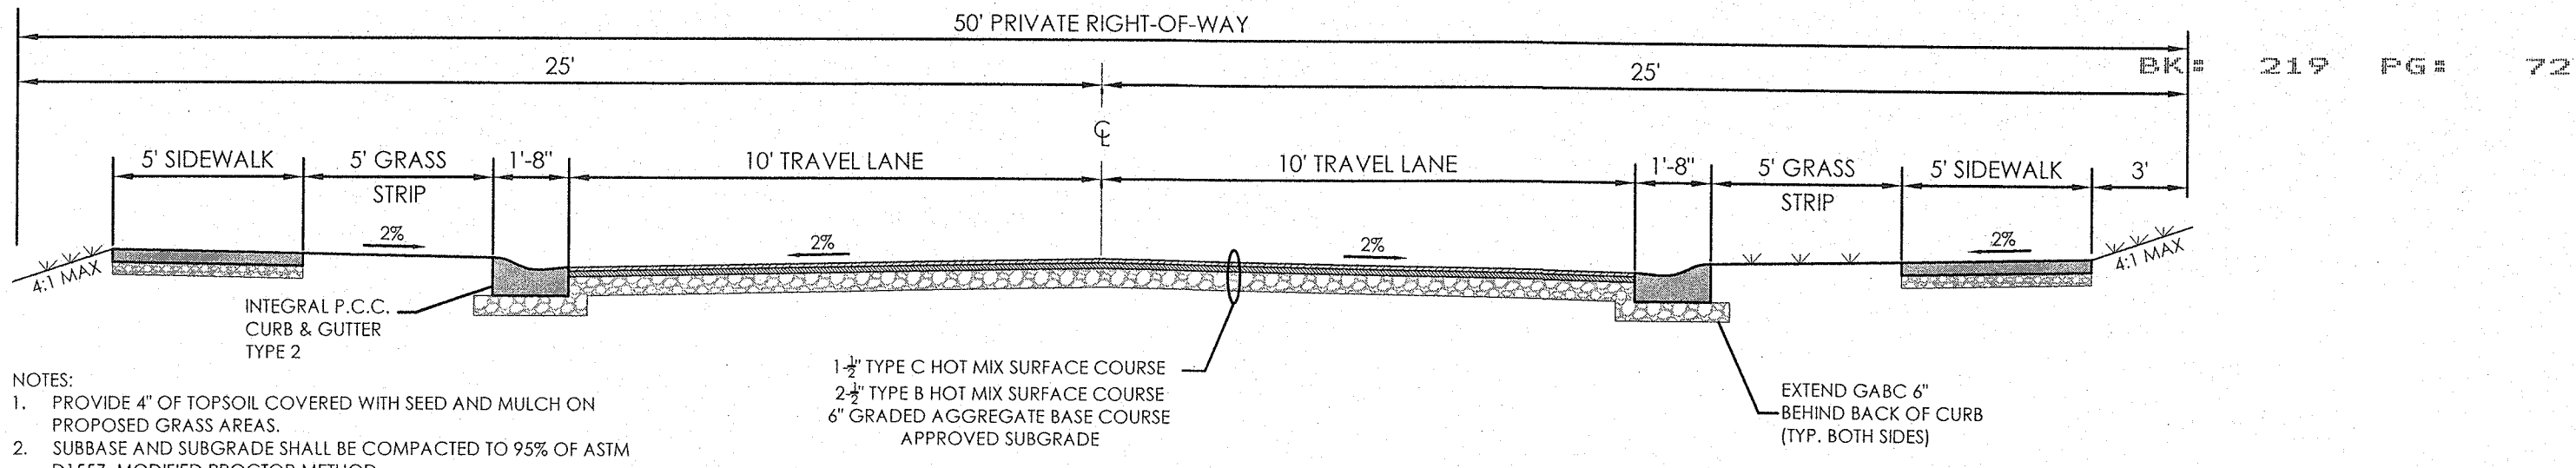 50' PRIVATE RIGHT-OF-WAY
25'
25'
BK: 219 PG: 72
℄
5' SIDEWALK
5' GRASS
STRIP
1'-8"
10' TRAVEL LANE
10' TRAVEL LANE
1'-8"
5' GRASS
STRIP
5' SIDEWALK
3'
2%
2%
2%
2%
4:1 MAX
4:1 MAX
INTEGRAL P.C.C.
CURB & GUTTER
TYPE 2
1-½" TYPE C HOT MIX SURFACE COURSE
2-½" TYPE B HOT MIX SURFACE COURSE
6" GRADED AGGREGATE BASE COURSE
APPROVED SUBGRADE
EXTEND GABC 6"
BEHIND BACK OF CURB
(TYP. BOTH SIDES)
NOTES:
1. PROVIDE 4" OF TOPSOIL COVERED WITH SEED AND MULCH ON
PROPOSED GRASS AREAS.
2. SUBBASE AND SUBGRADE SHALL BE COMPACTED TO 95% OF ASTM
D1557, MODIFIED PROCTOR METHOD